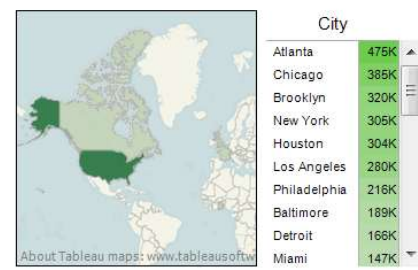 City
Atlanta 475K
Chicago 385K
Brooklyn 320K
New York 305K
Houston 304K
Los Angeles 280K
Philadelphia 216K
Baltimore 189K
Detroit 166K
Miami 147K
About Tableau maps: www.tableausoftw